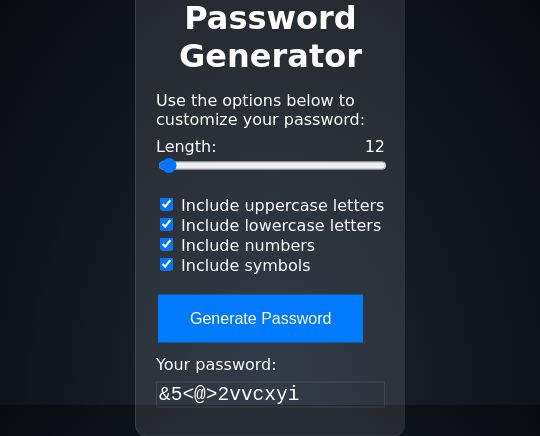 Password
Generator
Use the options below to
customize your password:
Length: 12
Include uppercase letters
Include lowercase letters
Include numbers
Include symbols
Generate Password
Your password:
&5<@>2vvcxyi